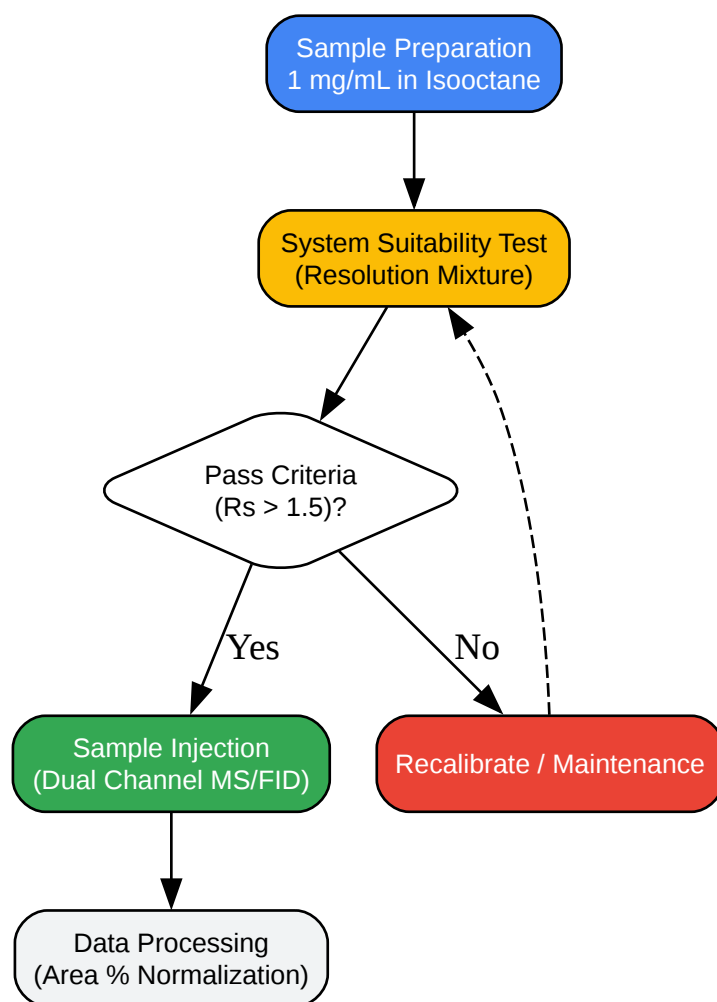 Sample Preparation
1 mg/mL in Isooctane
System Suitability Test
(Resolution Mixture)
Pass Criteria
(Rs > 1.5)?
Yes
No
Sample Injection
(Dual Channel MS/FID)
Recalibrate / Maintenance
Data Processing
(Area % Normalization)